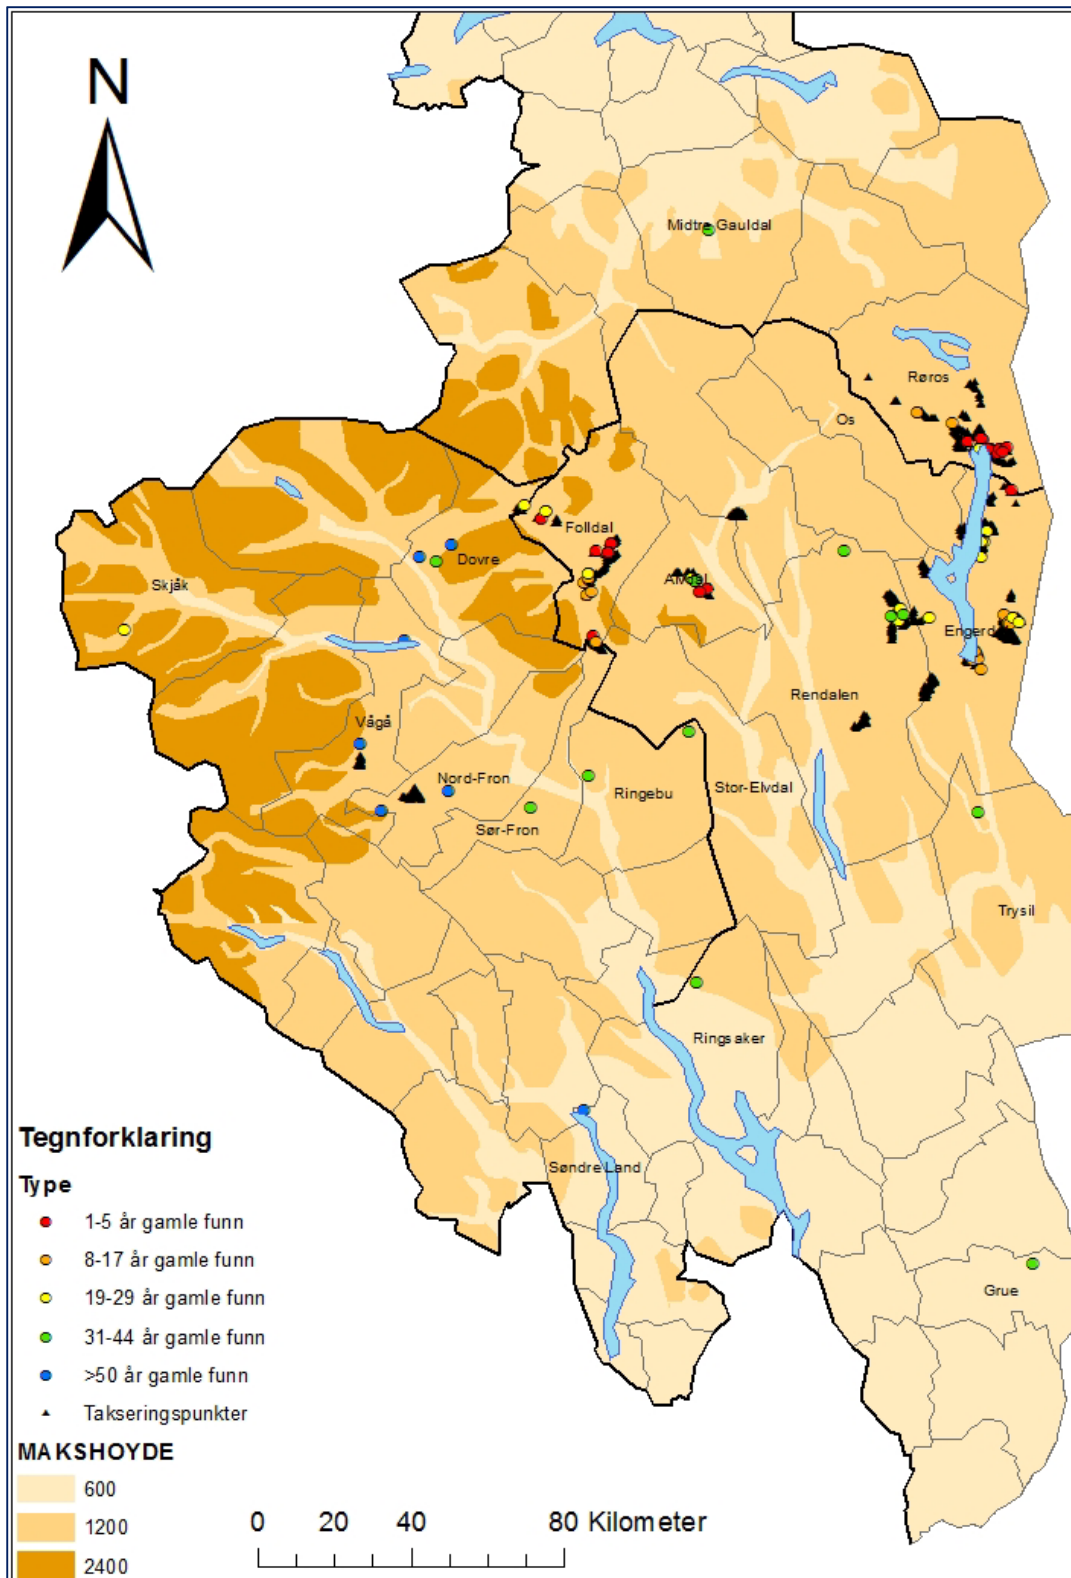 N
Midtre Gauldal
Røros
Os
Folldal
Dovre
Skjåk
Alvdal
Engerd
Rendalen
Vågå
Nord-Fron
Ringebu
Stor-Elvdal
Sør-Fron
Trysil
Ringsaker
Søndre Land
Grue
Tegnforklaring
Type
1-5 år gamle funn
8-17 år gamle funn
19-29 år gamle funn
31-44 år gamle funn
>50 år gamle funn
Takseringspunkter
MAKSHOYDE
600
1200
2400
0 20 40 80 Kilometer